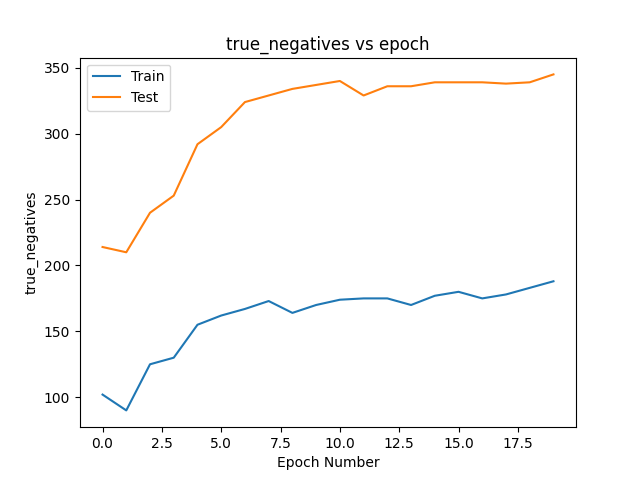 true_negatives vs epoch
Train
Test
350
300
250
200
150
100
true_negatives
0.0 2.5 5.0 7.5 10.0 12.5 15.0 17.5
Epoch Number